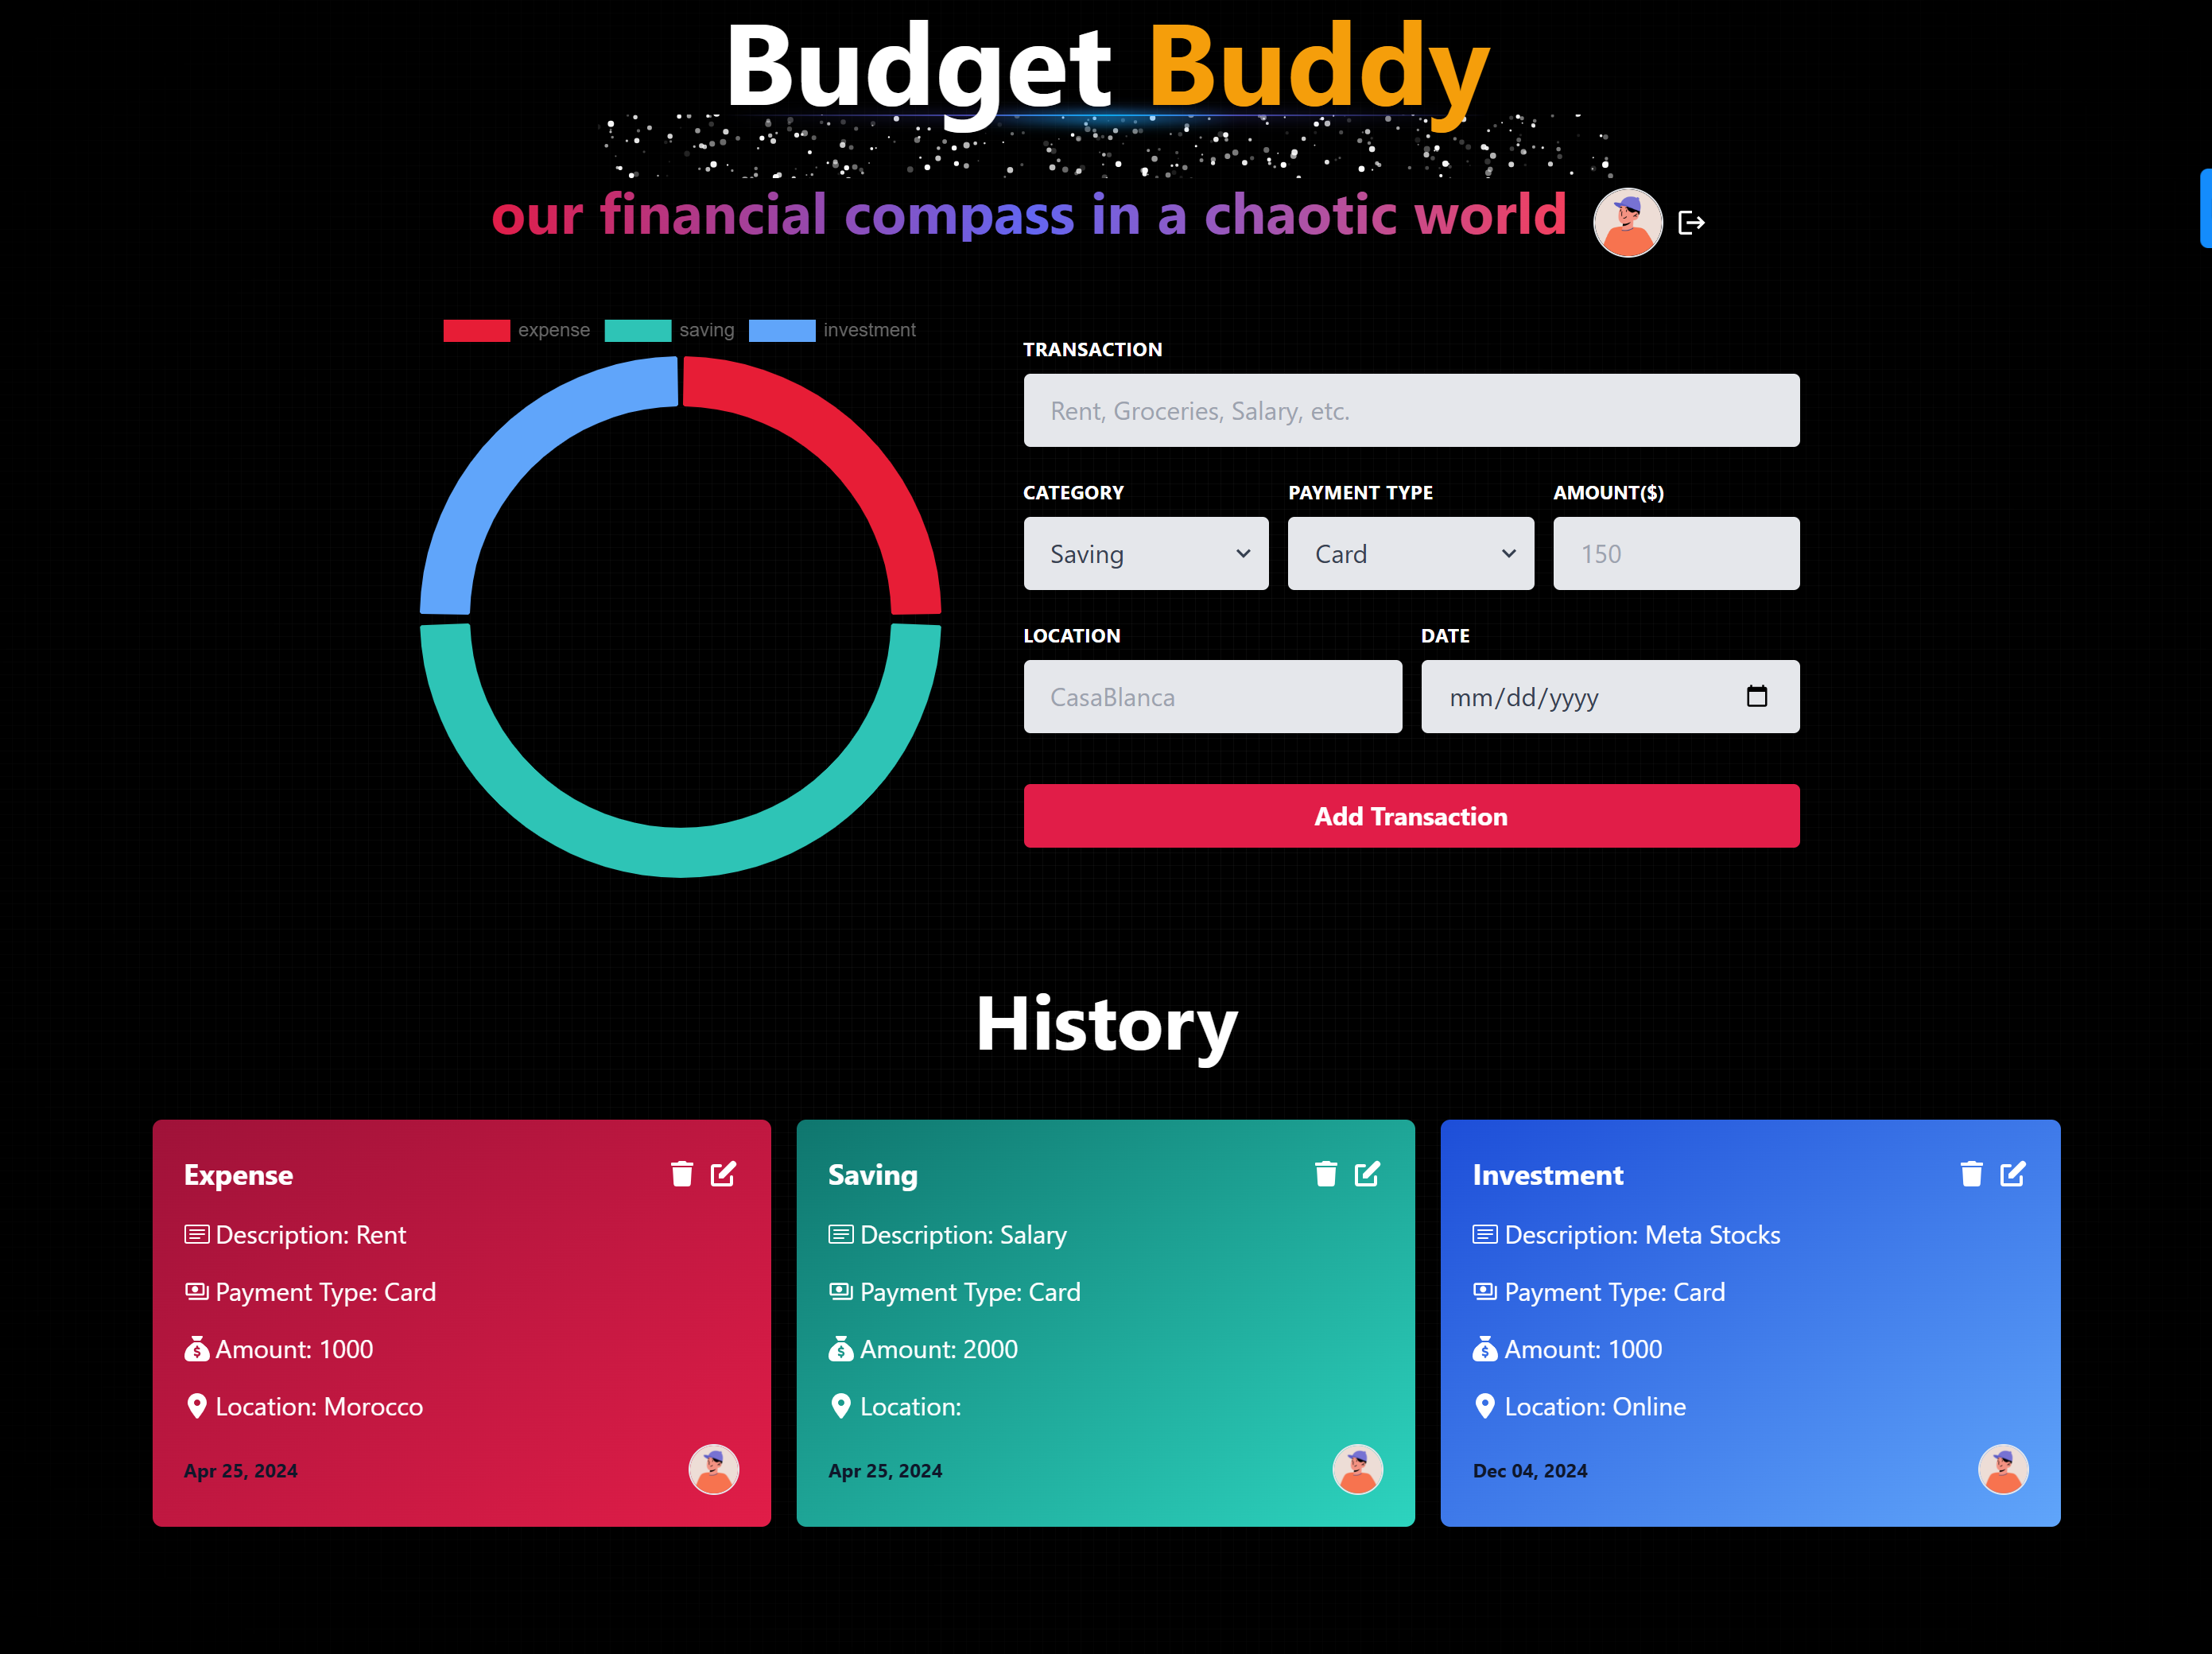 Budget Buddy
our financial compass in a chaotic world
expense saving investment
TRANSACTION
Rent, Groceries, Salary, etc.
CATEGORY PAYMENT TYPE AMOUNT($)
Saving Card 150
LOCATION DATE
CasaBlanca mm/dd/yyyy
Add Transaction
History
Expense
Description: Rent
Payment Type: Card
Amount: 1000
Location: Morocco
Apr 25, 2024
Saving
Description: Salary
Payment Type: Card
Amount: 2000
Location:
Apr 25, 2024
Investment
Description: Meta Stocks
Payment Type: Card
Amount: 1000
Location: Online
Dec 04, 2024